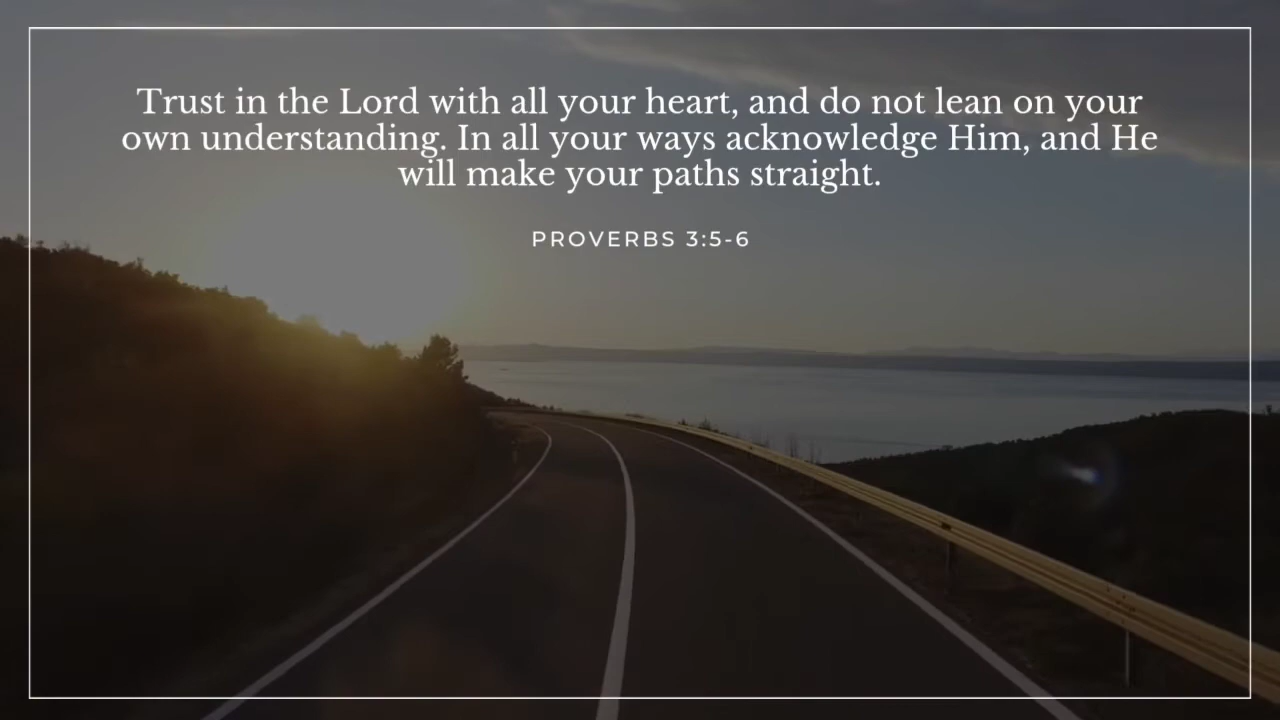 Trust in the Lord with all your heart, and do not lean on your
own understanding. In all your ways acknowledge Him, and He
will make your paths straight.
PROVERBS 3:5-6